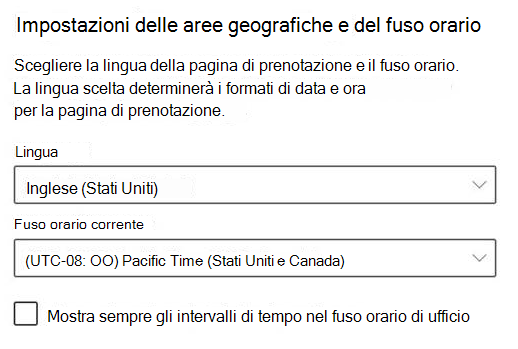 Impostazioni delle aree geografiche e del fuso orario
Scegliere la lingua della pagina di prenotazione e il fuso orario.
La lingua scelta determinerà i formati di data e ora
per la pagina di prenotazione.
Lingua
Inglese (Stati Uniti)
Fuso orario corrente
(UTC-08: OO) Pacific Time (Stati Uniti e Canada)
Mostra sempre gli intervalli di tempo nel fuso orario di ufficio